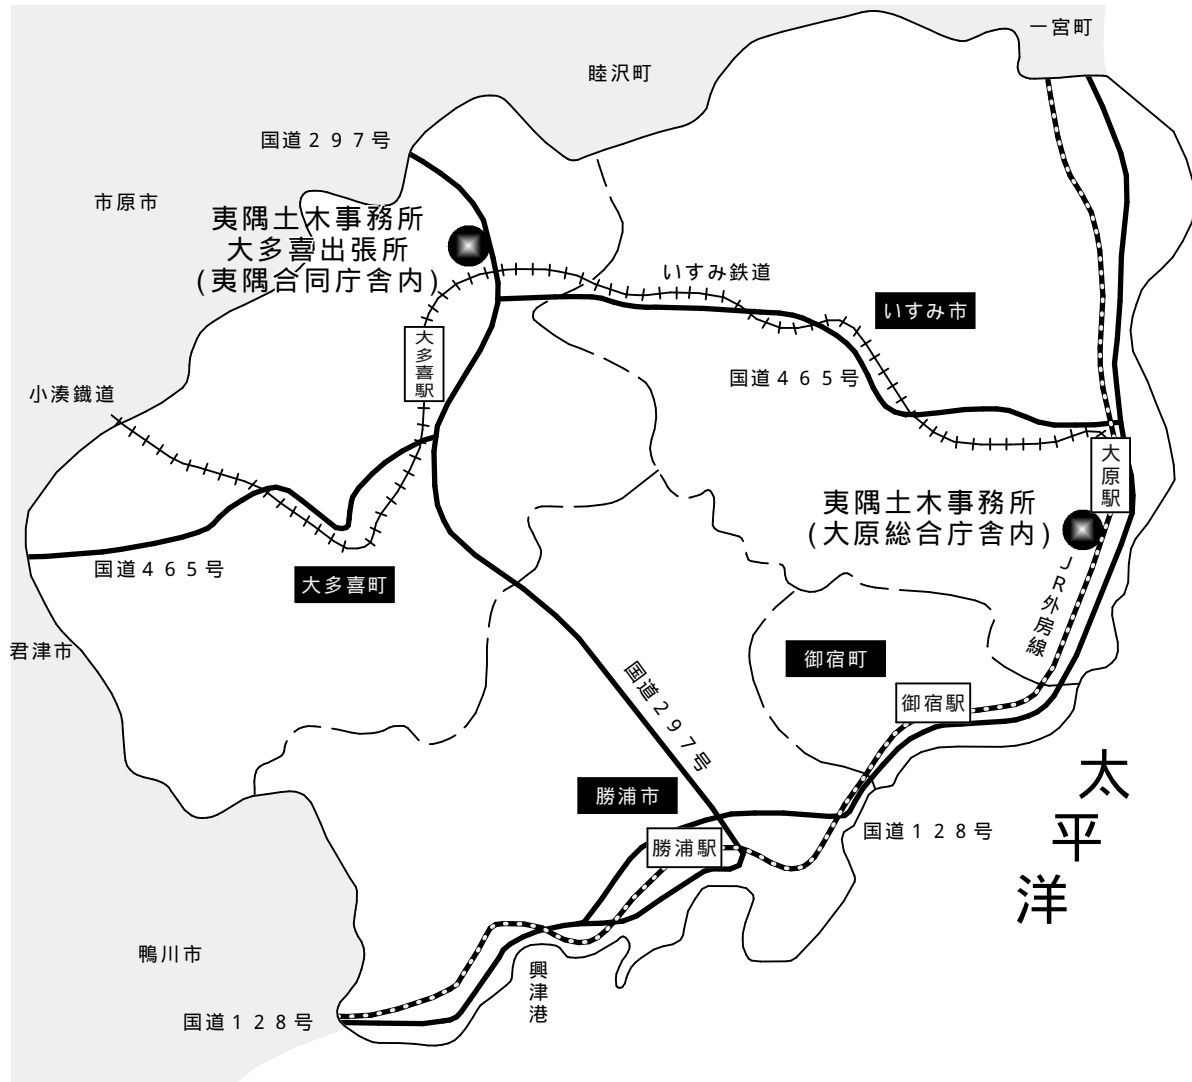 一宮町
睦沢町
国道２９７号
市原市
夷隅土木事務所
大多喜出張所
(夷隅合同庁舎内)
いすみ鉄道
いすみ市
大多喜駅
国道４６５号
小湊鐵道
大原駅
夷隅土木事務所
(大原総合庁舎内)
国道４６５号
大多喜町
ＪＲ外房線
君津市
御宿町
国道２９７号
御宿駅
太平洋
勝浦市
国道１２８号
勝浦駅
鴨川市
興津港
国道１２８号